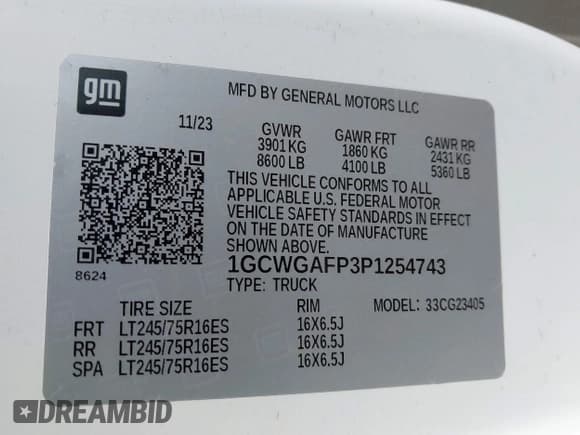 gm
MFD BY GENERAL MOTORS LLC
11/23
GVWR GAWR FRT GAWR RR
3901 KG 1860 KG 2431 KG
8600 LB 4100 LB 5360 LB
THIS VEHICLE CONFORMS TO ALL
APPLICABLE U.S. FEDERAL MOTOR
VEHICLE SAFETY STANDARDS IN EFFECT
ON THE DATE OF MANUFACTURE
SHOWN ABOVE.
8624
1GCWGAFP3P1254743
TYPE: TRUCK MODEL: 33CG23405
TIRE SIZE RIM
FRT LT245/75R16ES 16X6.5J
RR LT245/75R16ES 16X6.5J
SPA LT245/75R16ES 16X6.5J
DREAMBID